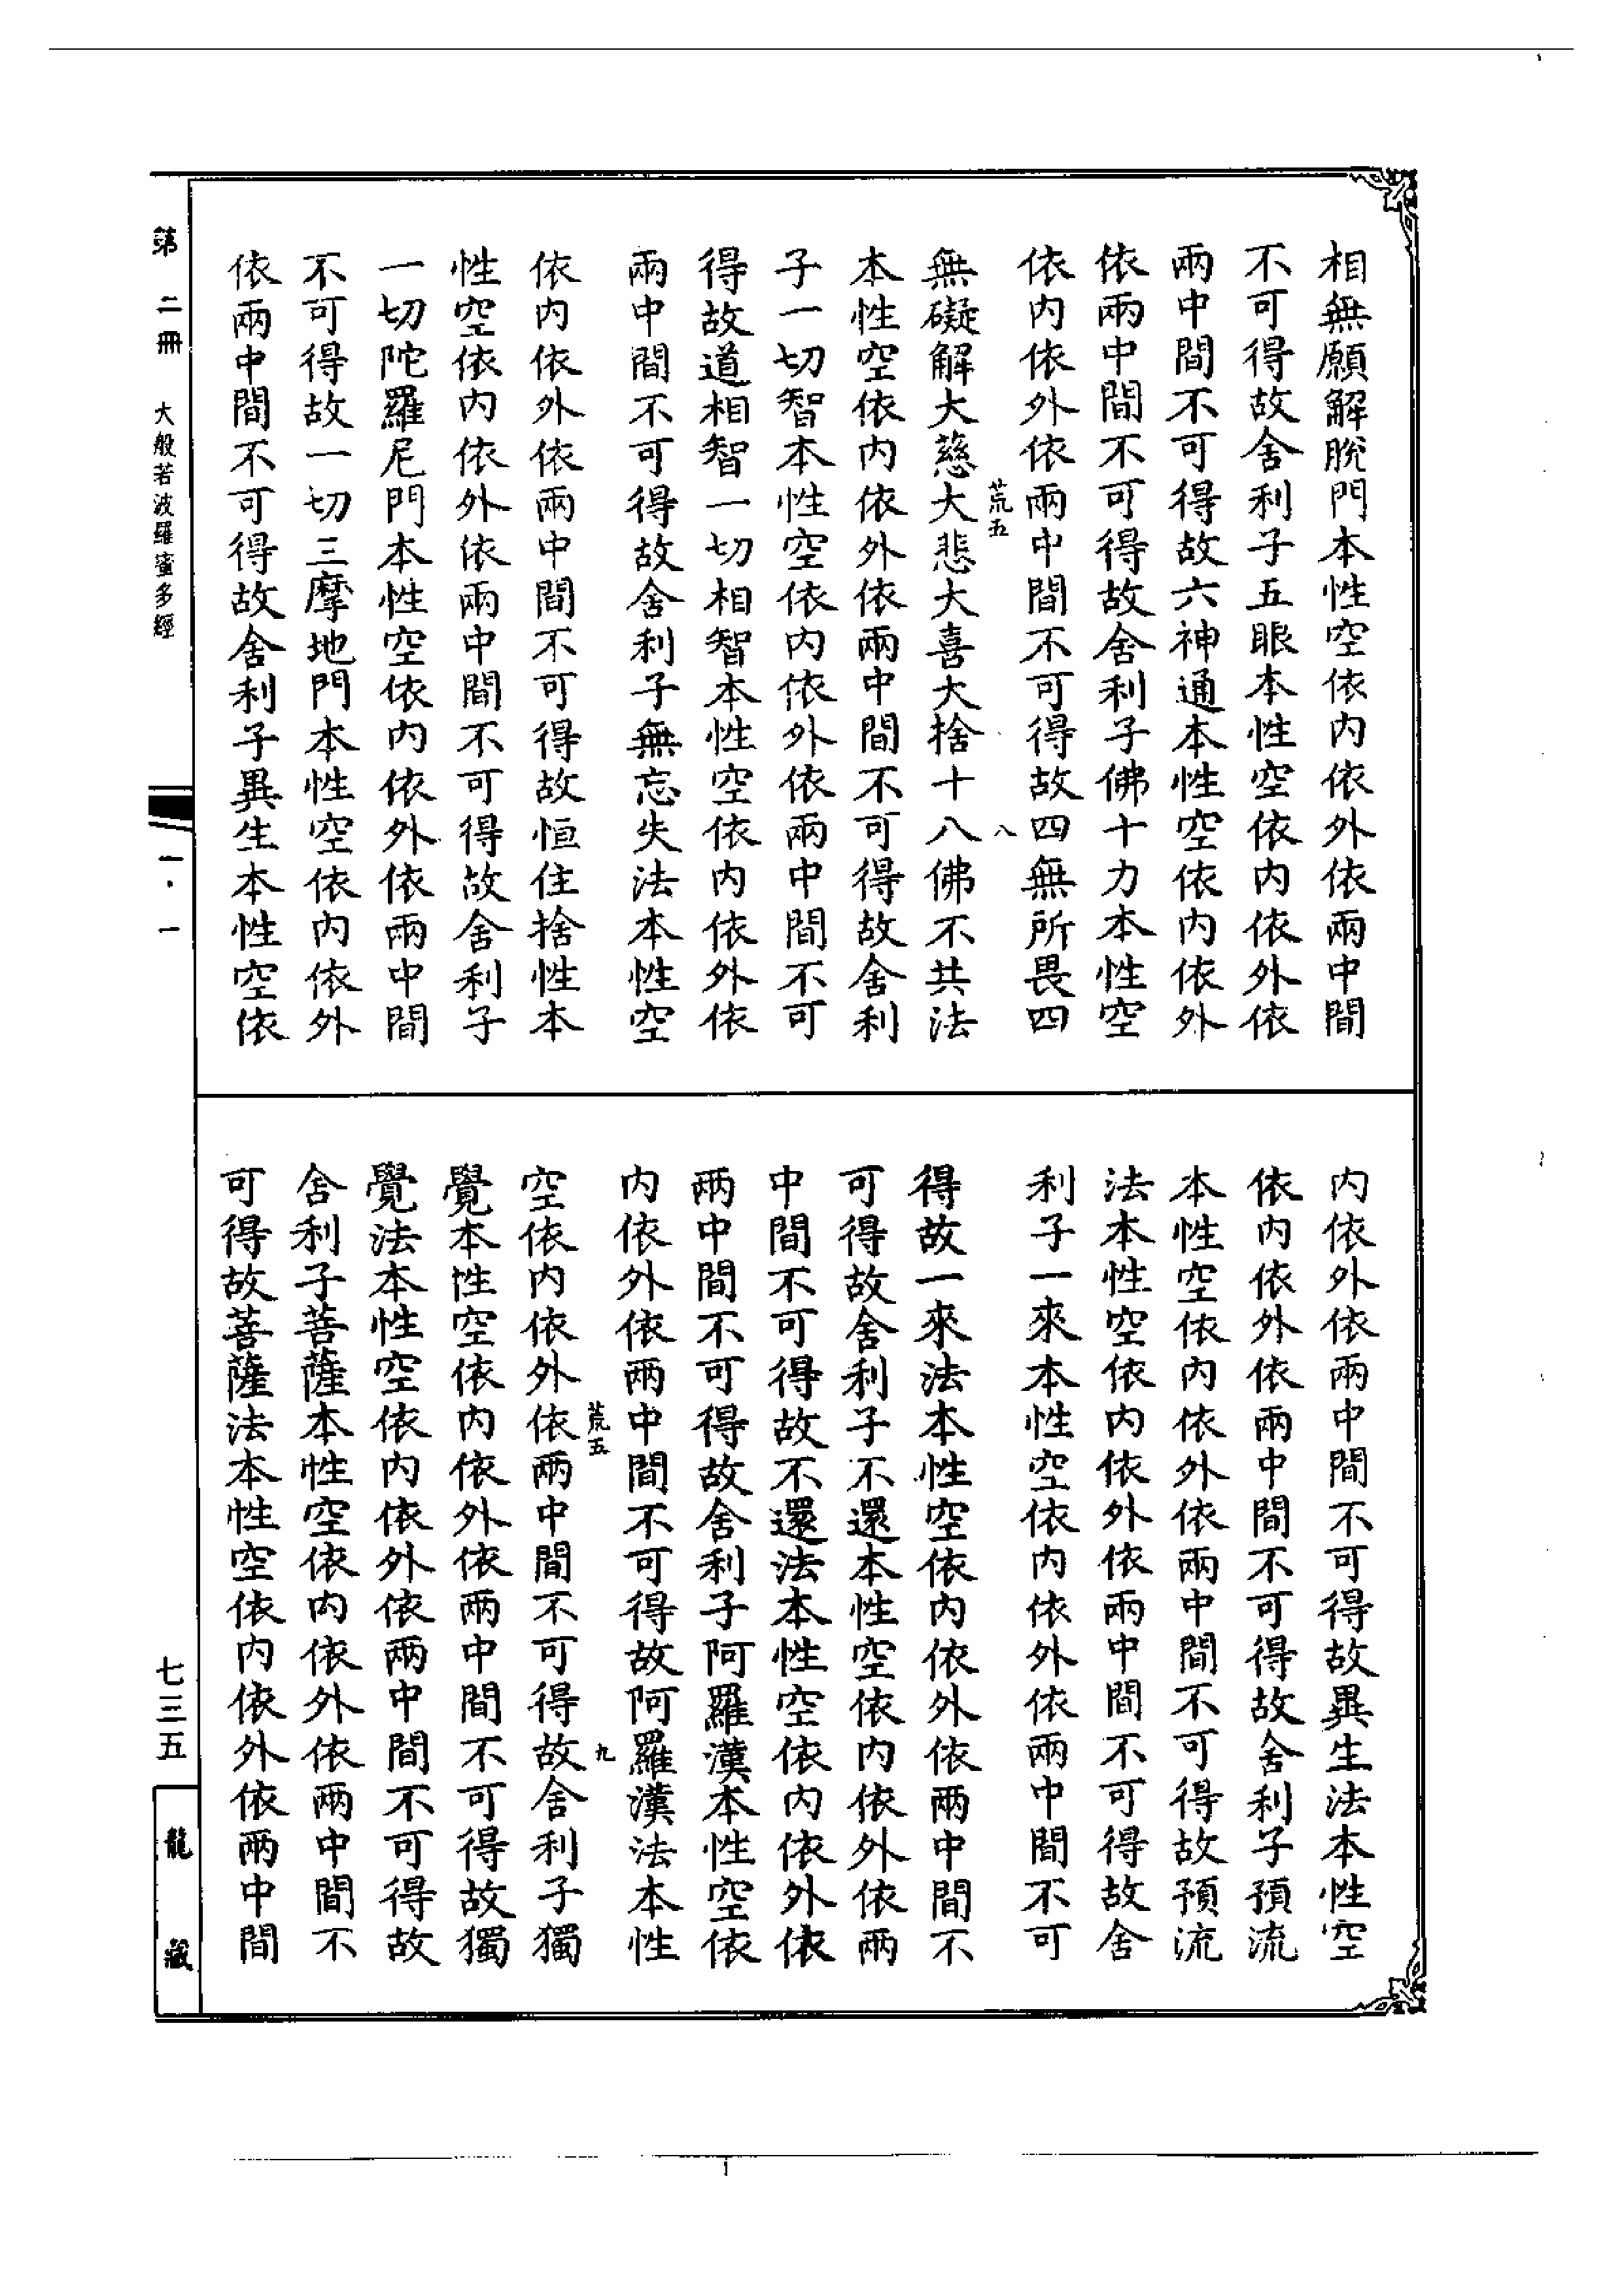 相無願解脫門本性空依內依外依兩中間
不可得故舍利子五眼本性空依內依外依
兩中間不可得故六神通本性空依內依外
依兩中間不可得故舍利子佛十力本性空
依內依外依兩中間不可得故四無所畏四
荒五 八
無礙解大慈大悲大喜大捨十八佛不共法
本性空依內依外依兩中間不可得故舍利
子一切智本性空依內依外依兩中間不可
得故道相智一切相智本性空依內依外依
兩中間不可得故舍利子無忘失法本性空
依內依外依兩中間不可得故恒住捨性本
性空依內依外依兩中間不可得故舍利子
一切陀羅尼門本性空依內依外依兩中間
不可得故一切三摩地門本性空依內依外
依兩中間不可得故舍利子異生本性空依
內依外依兩中間不可得故異生法本性空
依內依外依兩中間不可得故舍利子預流
本性空依內依外依兩中間不可得故預流
法本性空依內依外依兩中間不可得故舍
利子一來本性空依內依外依兩中間不可
得故一來法本性空依內依外依兩中間不
可得故舍利子不還本性空依內依外依兩
中間不可得故不還法本性空依內依外依
兩中間不可得故舍利子阿羅漢本性空依
內依外依兩中間不可得故阿羅漢法本性
荒五 九
空依內依外依兩中間不可得故舍利子獨
覺本性空依內依外依兩中間不可得故獨
覺法本性空依內依外依兩中間不可得故
舍利子菩薩本性空依內依外依兩中間不
可得故菩薩法本性空依內依外依兩中間
第二冊 大般若波羅蜜多經 一·一 七三五 龍藏